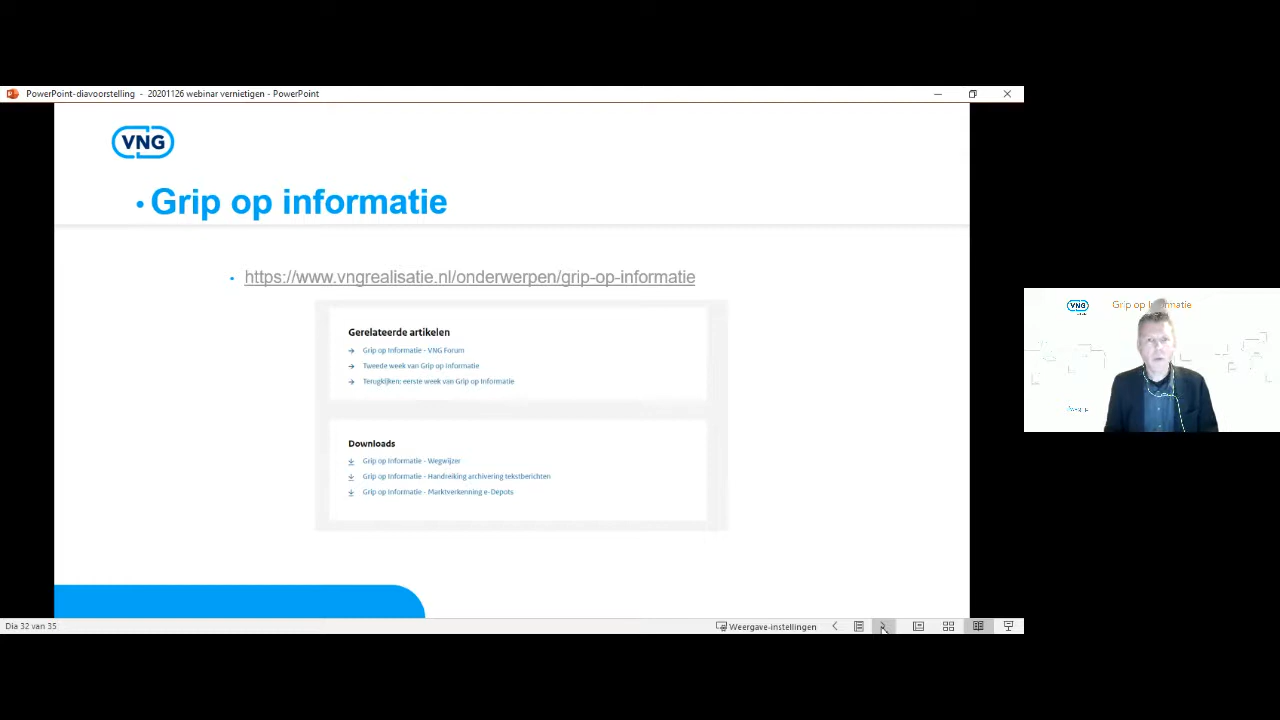 PowerPoint-diavoorstelling - 20201126 webinar vernietigen - PowerPoint
VNG
• Grip op informatie
• https://www.vngrealisatie.nl/onderwerpen/grip-op-informatie
Gerelateerde artikelen
→ Grip op Informatie - VNG Forum
→ Tweede week van Grip op Informatie
→ Terugkijken: eerste week van Grip op Informatie
Downloads
Grip op Informatie - Wegwijzer
Grip op Informatie - Handreiking archivering tekstberichten
Grip op Informatie - Marktverkenning e-Depots
Dia 32 van 35
Weergave-instellingen
VNG
Grip op